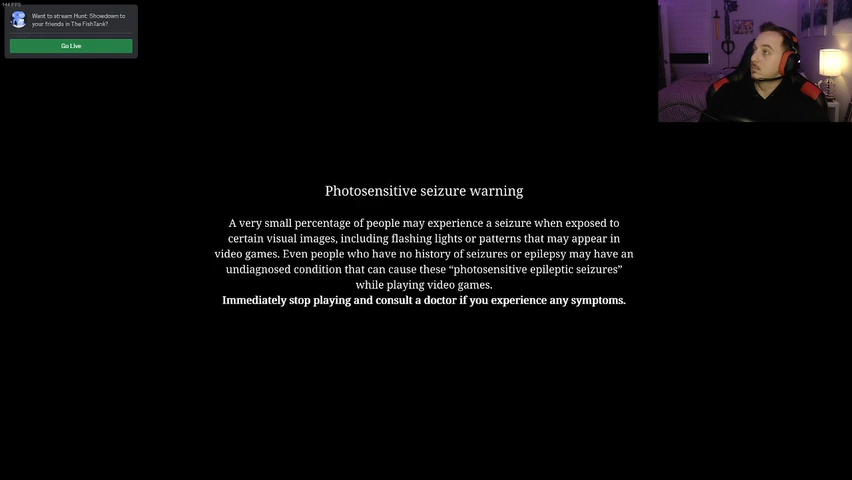 144 FPS
Want to stream Hunt: Showdown to
your friends in The FishTank?
Go Live
Photosensitive seizure warning
A very small percentage of people may experience a seizure when exposed to
certain visual images, including flashing lights or patterns that may appear in
video games. Even people who have no history of seizures or epilepsy may have an
undiagnosed condition that can cause these “photosensitive epileptic seizures”
while playing video games.
Immediately stop playing and consult a doctor if you experience any symptoms.